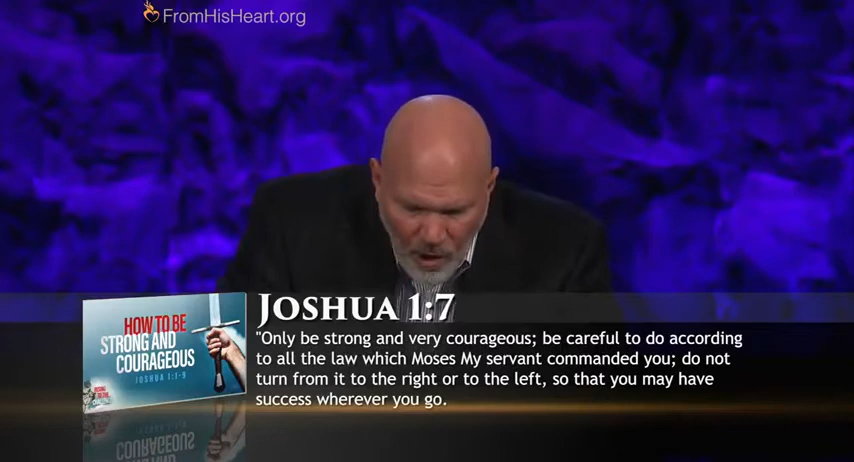 FromHisHeart.org
JOSHUA 1:7
"Only be strong and very courageous; be careful to do according
to all the law which Moses My servant commanded you; do not
turn from it to the right or to the left, so that you may have
success wherever you go.
HOW TO BE
STRONG AND
COURAGEOUS
JOSHUA 1:1-9